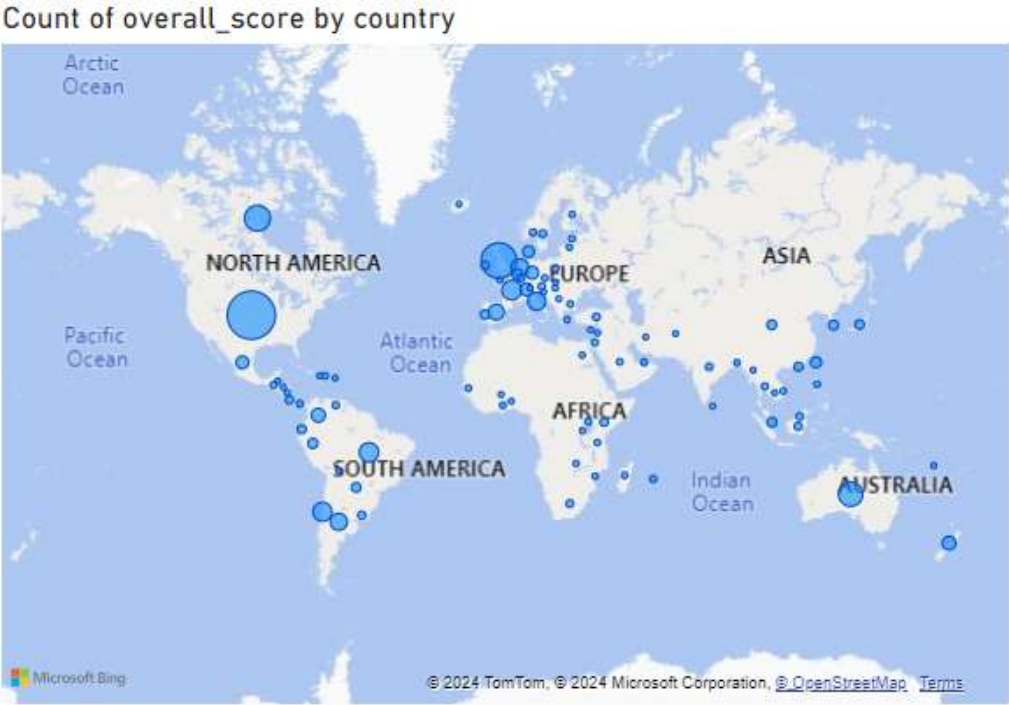 Count of overall_score by country
Arctic
Ocean
NORTH AMERICA
EUROPE
ASIA
Pacific
Ocean
Atlantic
Ocean
AFRICA
SOUTH AMERICA
Indian
Ocean
AUSTRALIA
Microsoft Bing
© 2024 TomTom, © 2024 Microsoft Corporation, © OpenStreetMap Terms